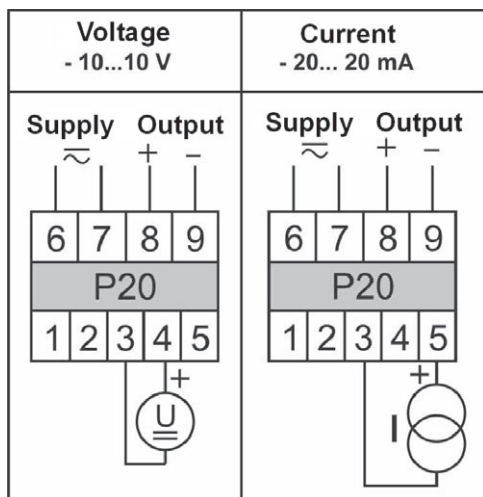 Voltage
- 10...10 V
Current
- 20... 20 mA
Supply Output
+ −
6 7 8 9
P20
1 2 3 4 5
+
U
Supply Output
+ −
6 7 8 9
P20
1 2 3 4 5
+
I